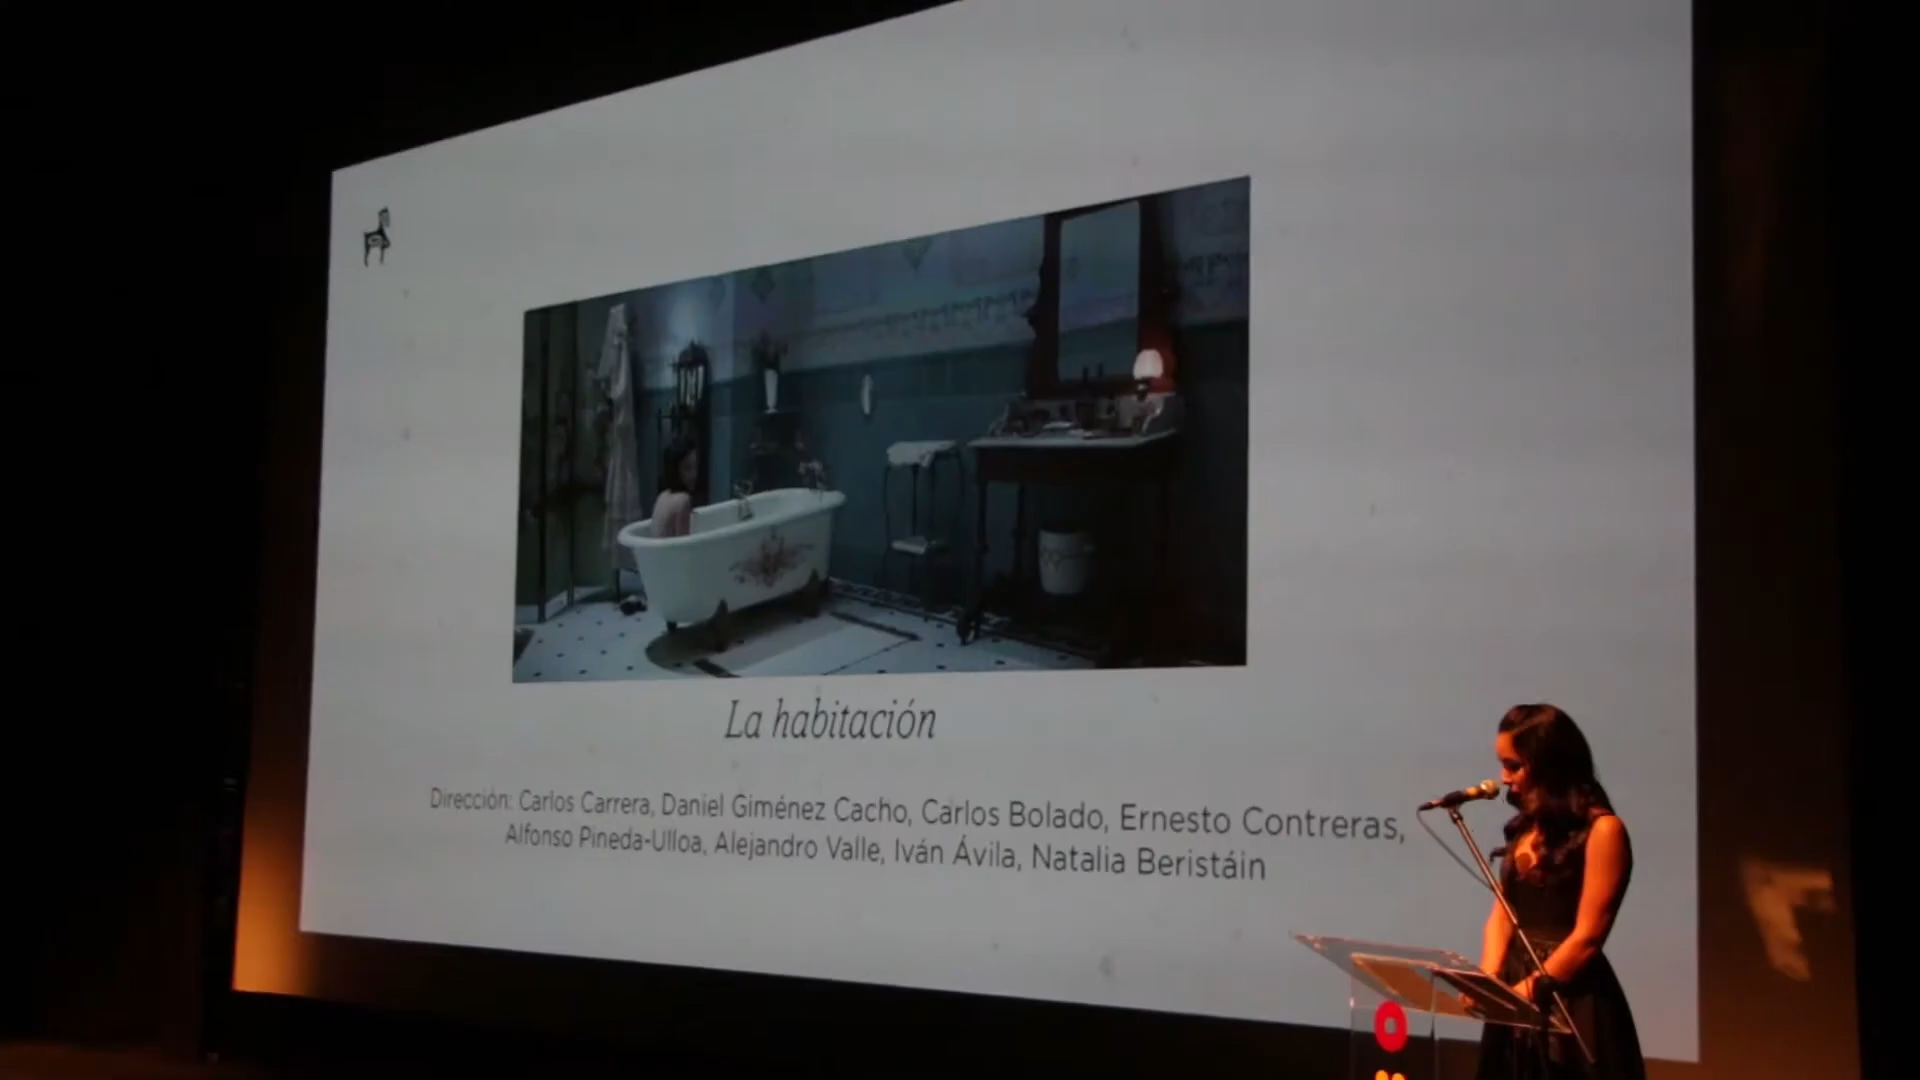 La habitación
Dirección: Carlos Carrera, Daniel Giménez Cacho, Carlos Bolado, Ernesto Contreras,
Alfonso Pineda-Ulloa, Alejandro Valle, Iván Ávila, Natalia Beristáin